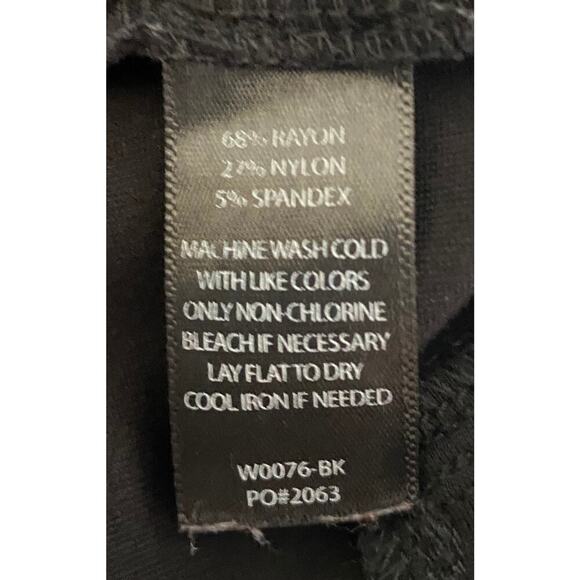 68% RAYON
27% NYLON
5% SPANDEX
MACHINE WASH COLD
WITH LIKE COLORS
ONLY NON-CHLORINE
BLEACH IF NECESSARY
LAY FLAT TO DRY
COOL IRON IF NEEDED
W0076-BK
PO#2063